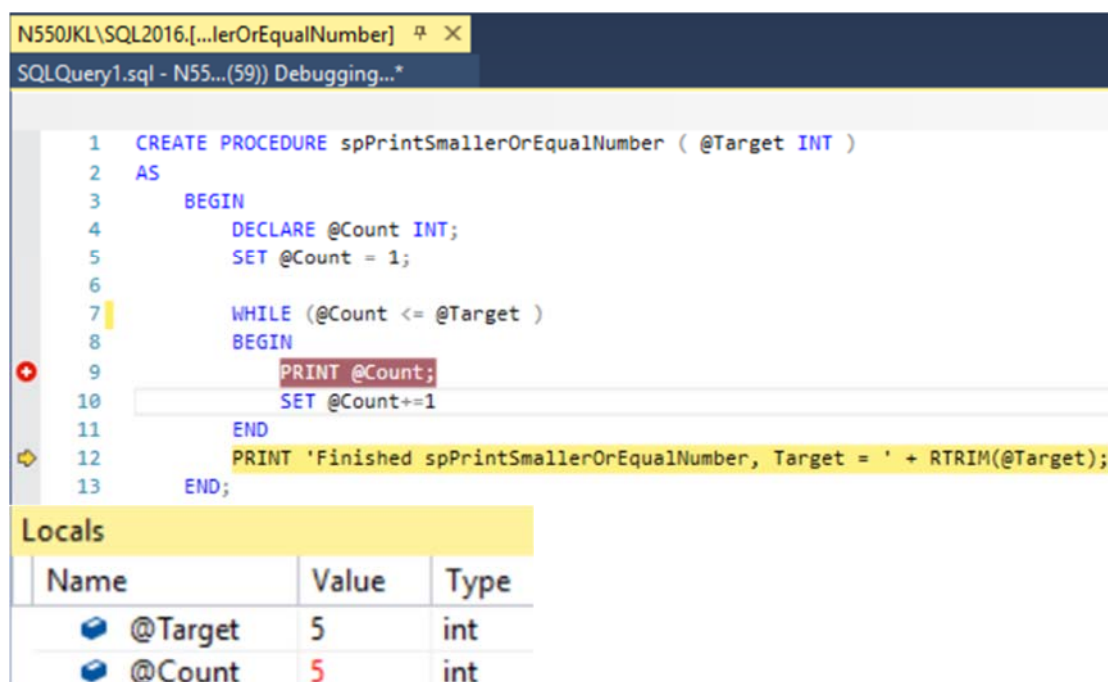 N550JKL\SQL2016.[...lerOrEqualNumber]
SQLQuery1.sql - N55...(59)) Debugging...*
1 CREATE PROCEDURE spPrintSmallerOrEqualNumber ( @Target INT )
2 AS
3 BEGIN
4 DECLARE @Count INT;
5 SET @Count = 1;
6
7 WHILE (@Count <= @Target )
8 BEGIN
9 PRINT @Count;
10 SET @Count+=1
11 END
12 PRINT 'Finished spPrintSmallerOrEqualNumber, Target = ' + RTRIM(@Target);
13 END;
Locals
Name Value Type
@Target 5 int
@Count 5 int